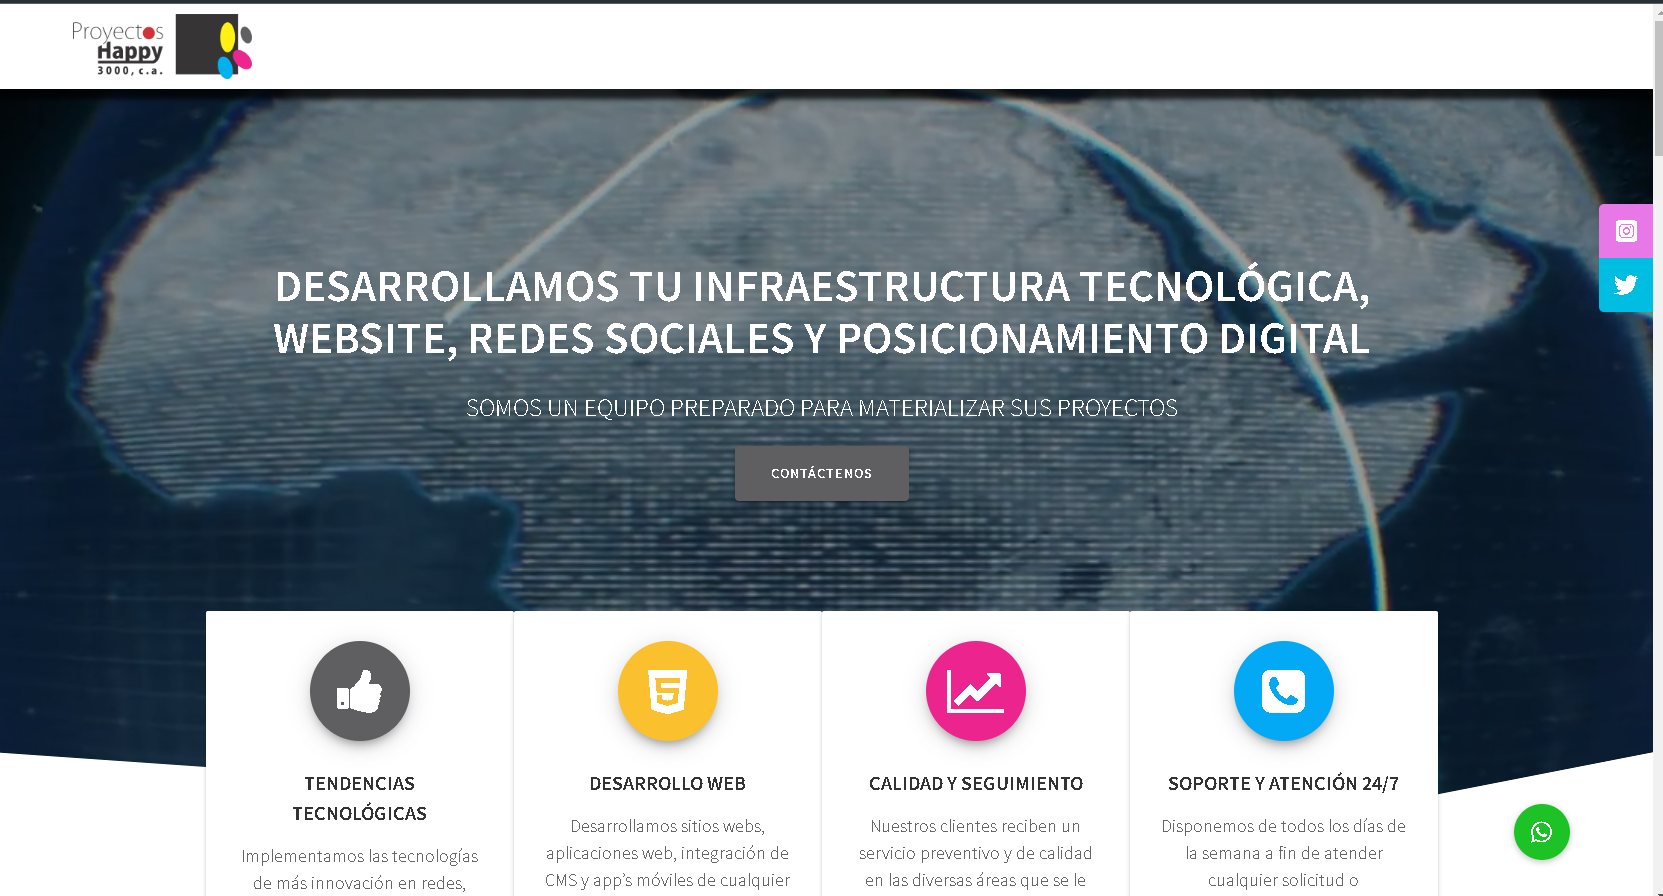 Proyectos
Happy
3000, c.a.
DESARROLLAMOS TU INFRAESTRUCTURA TECNOLÓGICA,
WEBSITE, REDES SOCIALES Y POSICIONAMIENTO DIGITAL
SOMOS UN EQUIPO PREPARADO PARA MATERIALIZAR SUS PROYECTOS
CONTÁCTENOS
TENDENCIAS
TECNOLÓGICAS
Implementamos las tecnologías
de más innovación en redes,
DESARROLLO WEB
Desarrollamos sitios webs,
aplicaciones web, integración de
CMS y app's móviles de cualquier
CALIDAD Y SEGUIMIENTO
Nuestros clientes reciben un
servicio preventivo y de calidad
en las diversas áreas que se le
SOPORTE Y ATENCIÓN 24/7
Disponemos de todos los días de
la semana a fin de atender
cualquier solicitud o